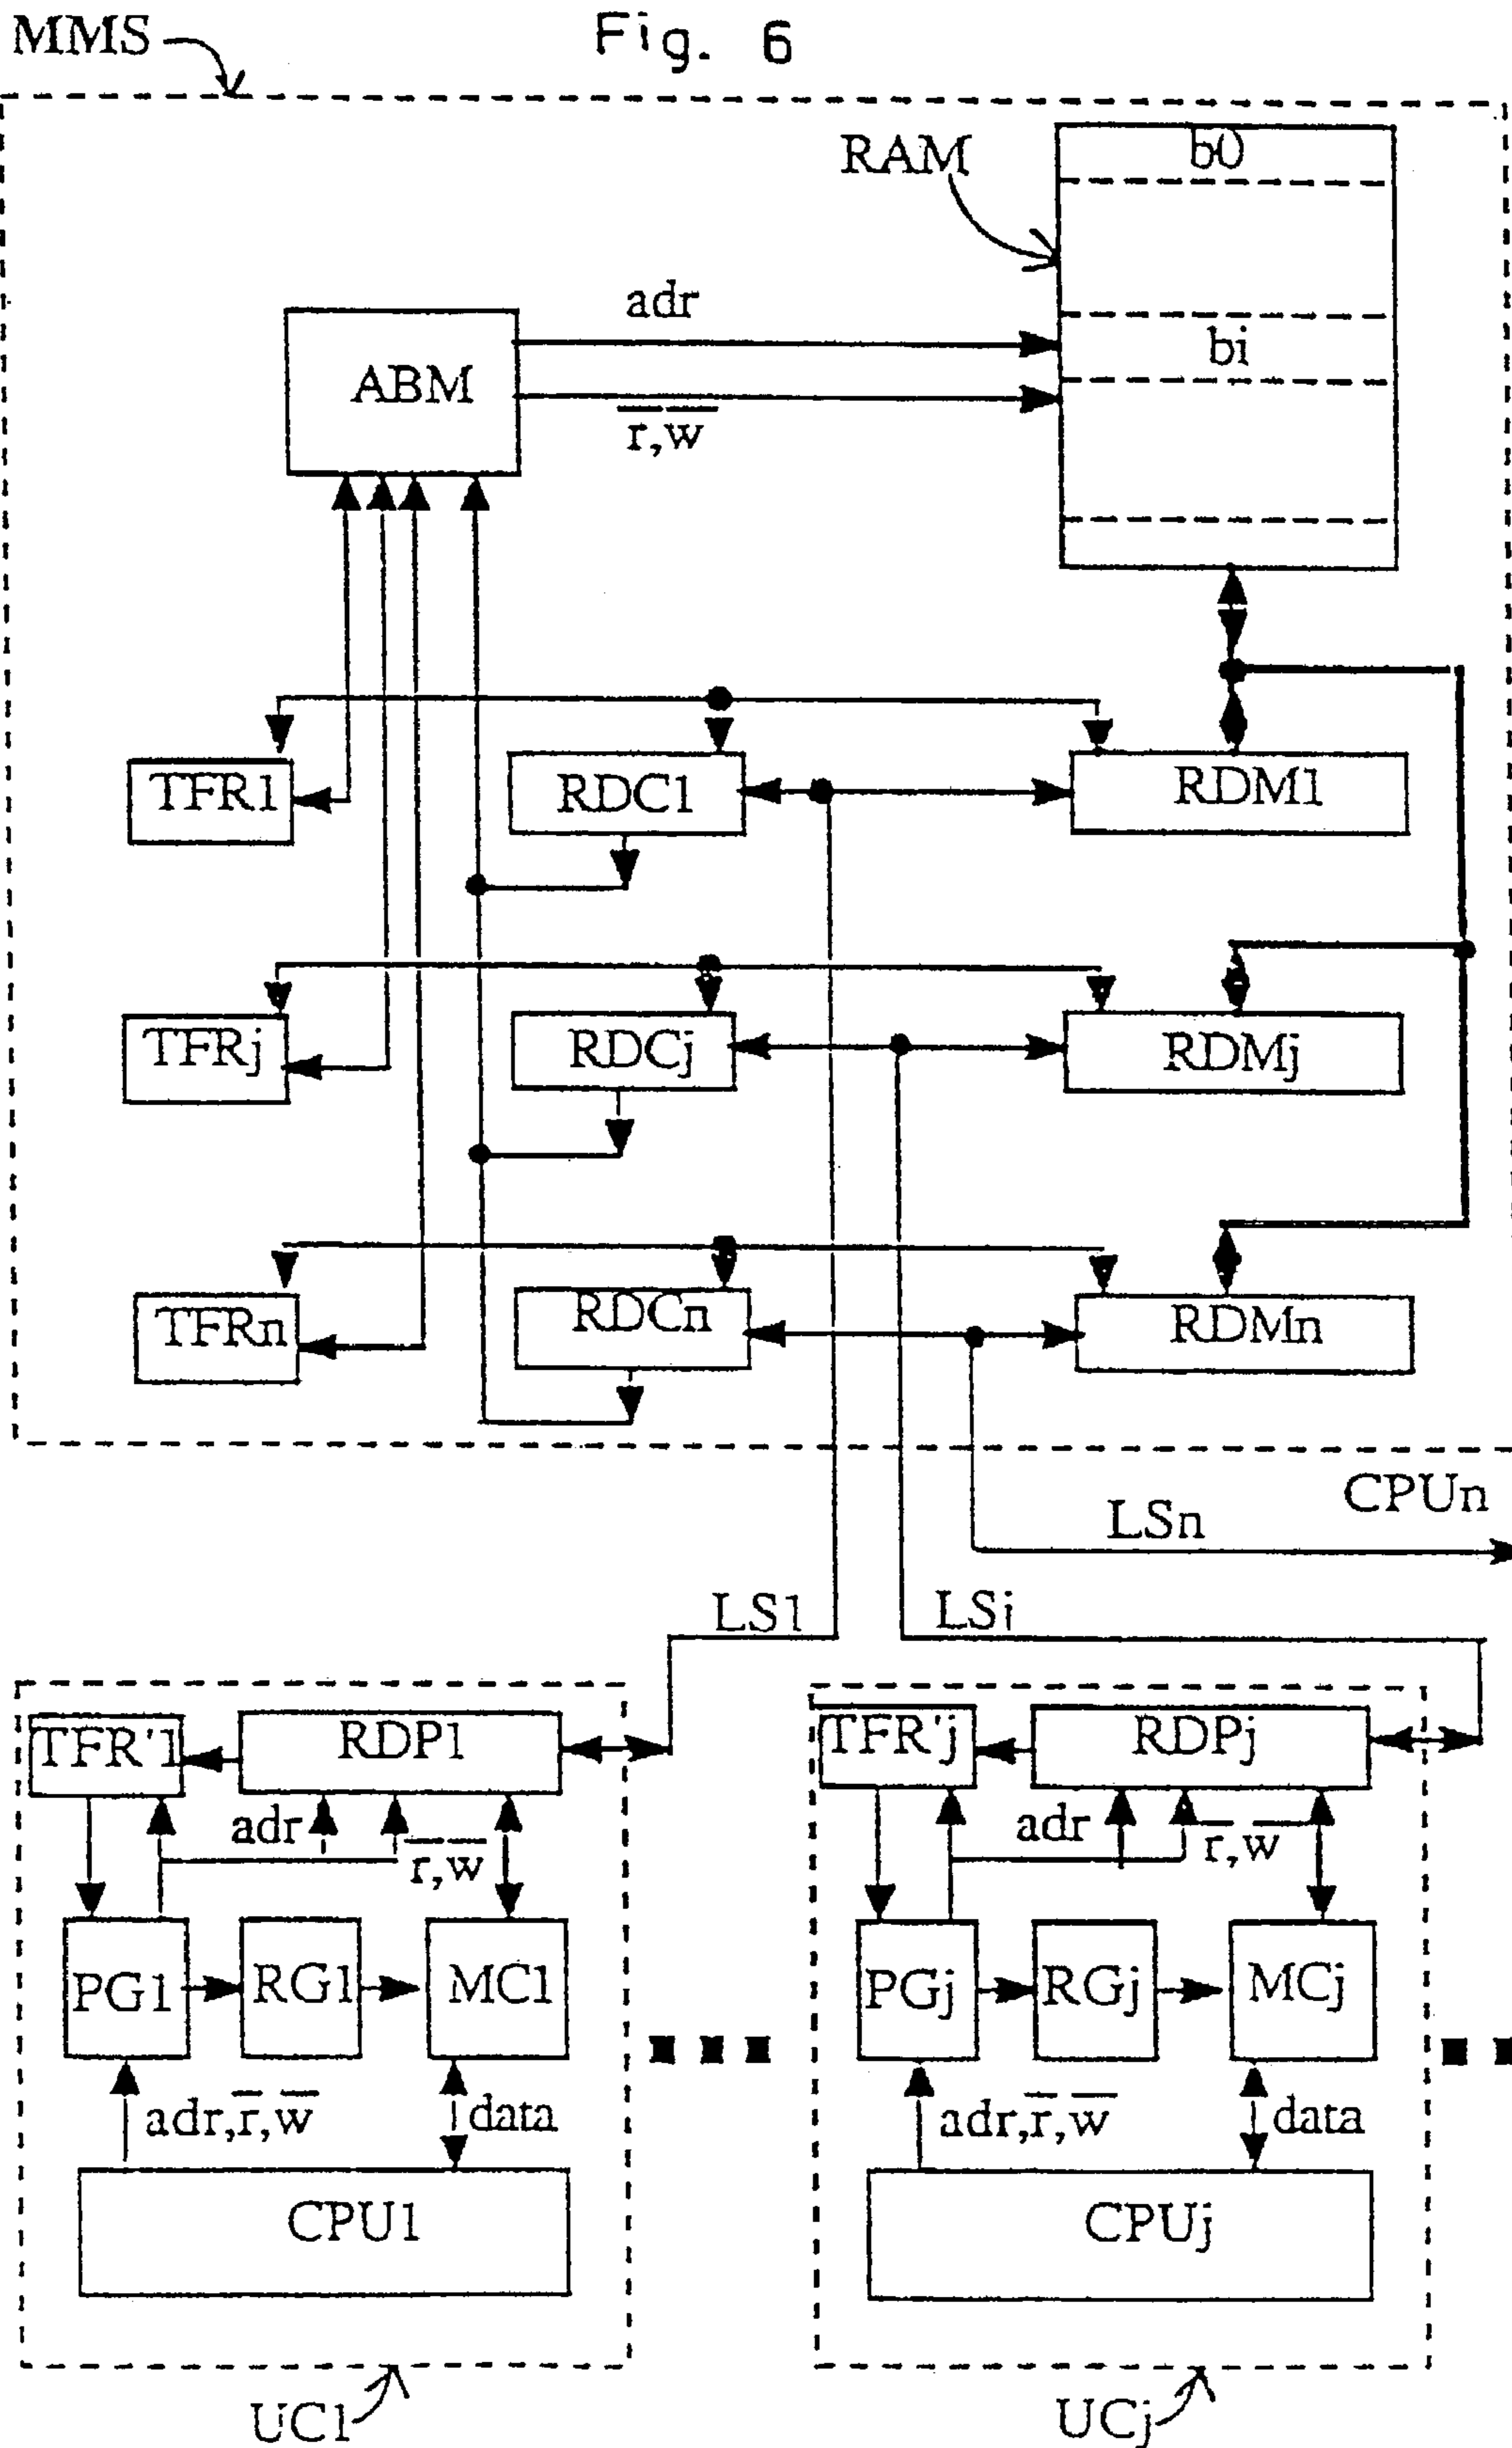 MMS
Fig. 6
RAM
b0
adr
ABM
bi
r̅,w̅
TFR1
RDC1
RDM1
TFRj
RDCj
RDMj
TFRn
RDCn
RDMn
CPUn
LSn
LS1
LSi
TFR'1
RDP1
adr
r̅,w̅
PG1
RG1
MC1
adr,r̅,w̅
data
CPU1
UC1
TFR'j
RDPj
adr
r̅,w̅
PGj
RGj
MCj
adr,r̅,w̅
data
CPUj
UCj